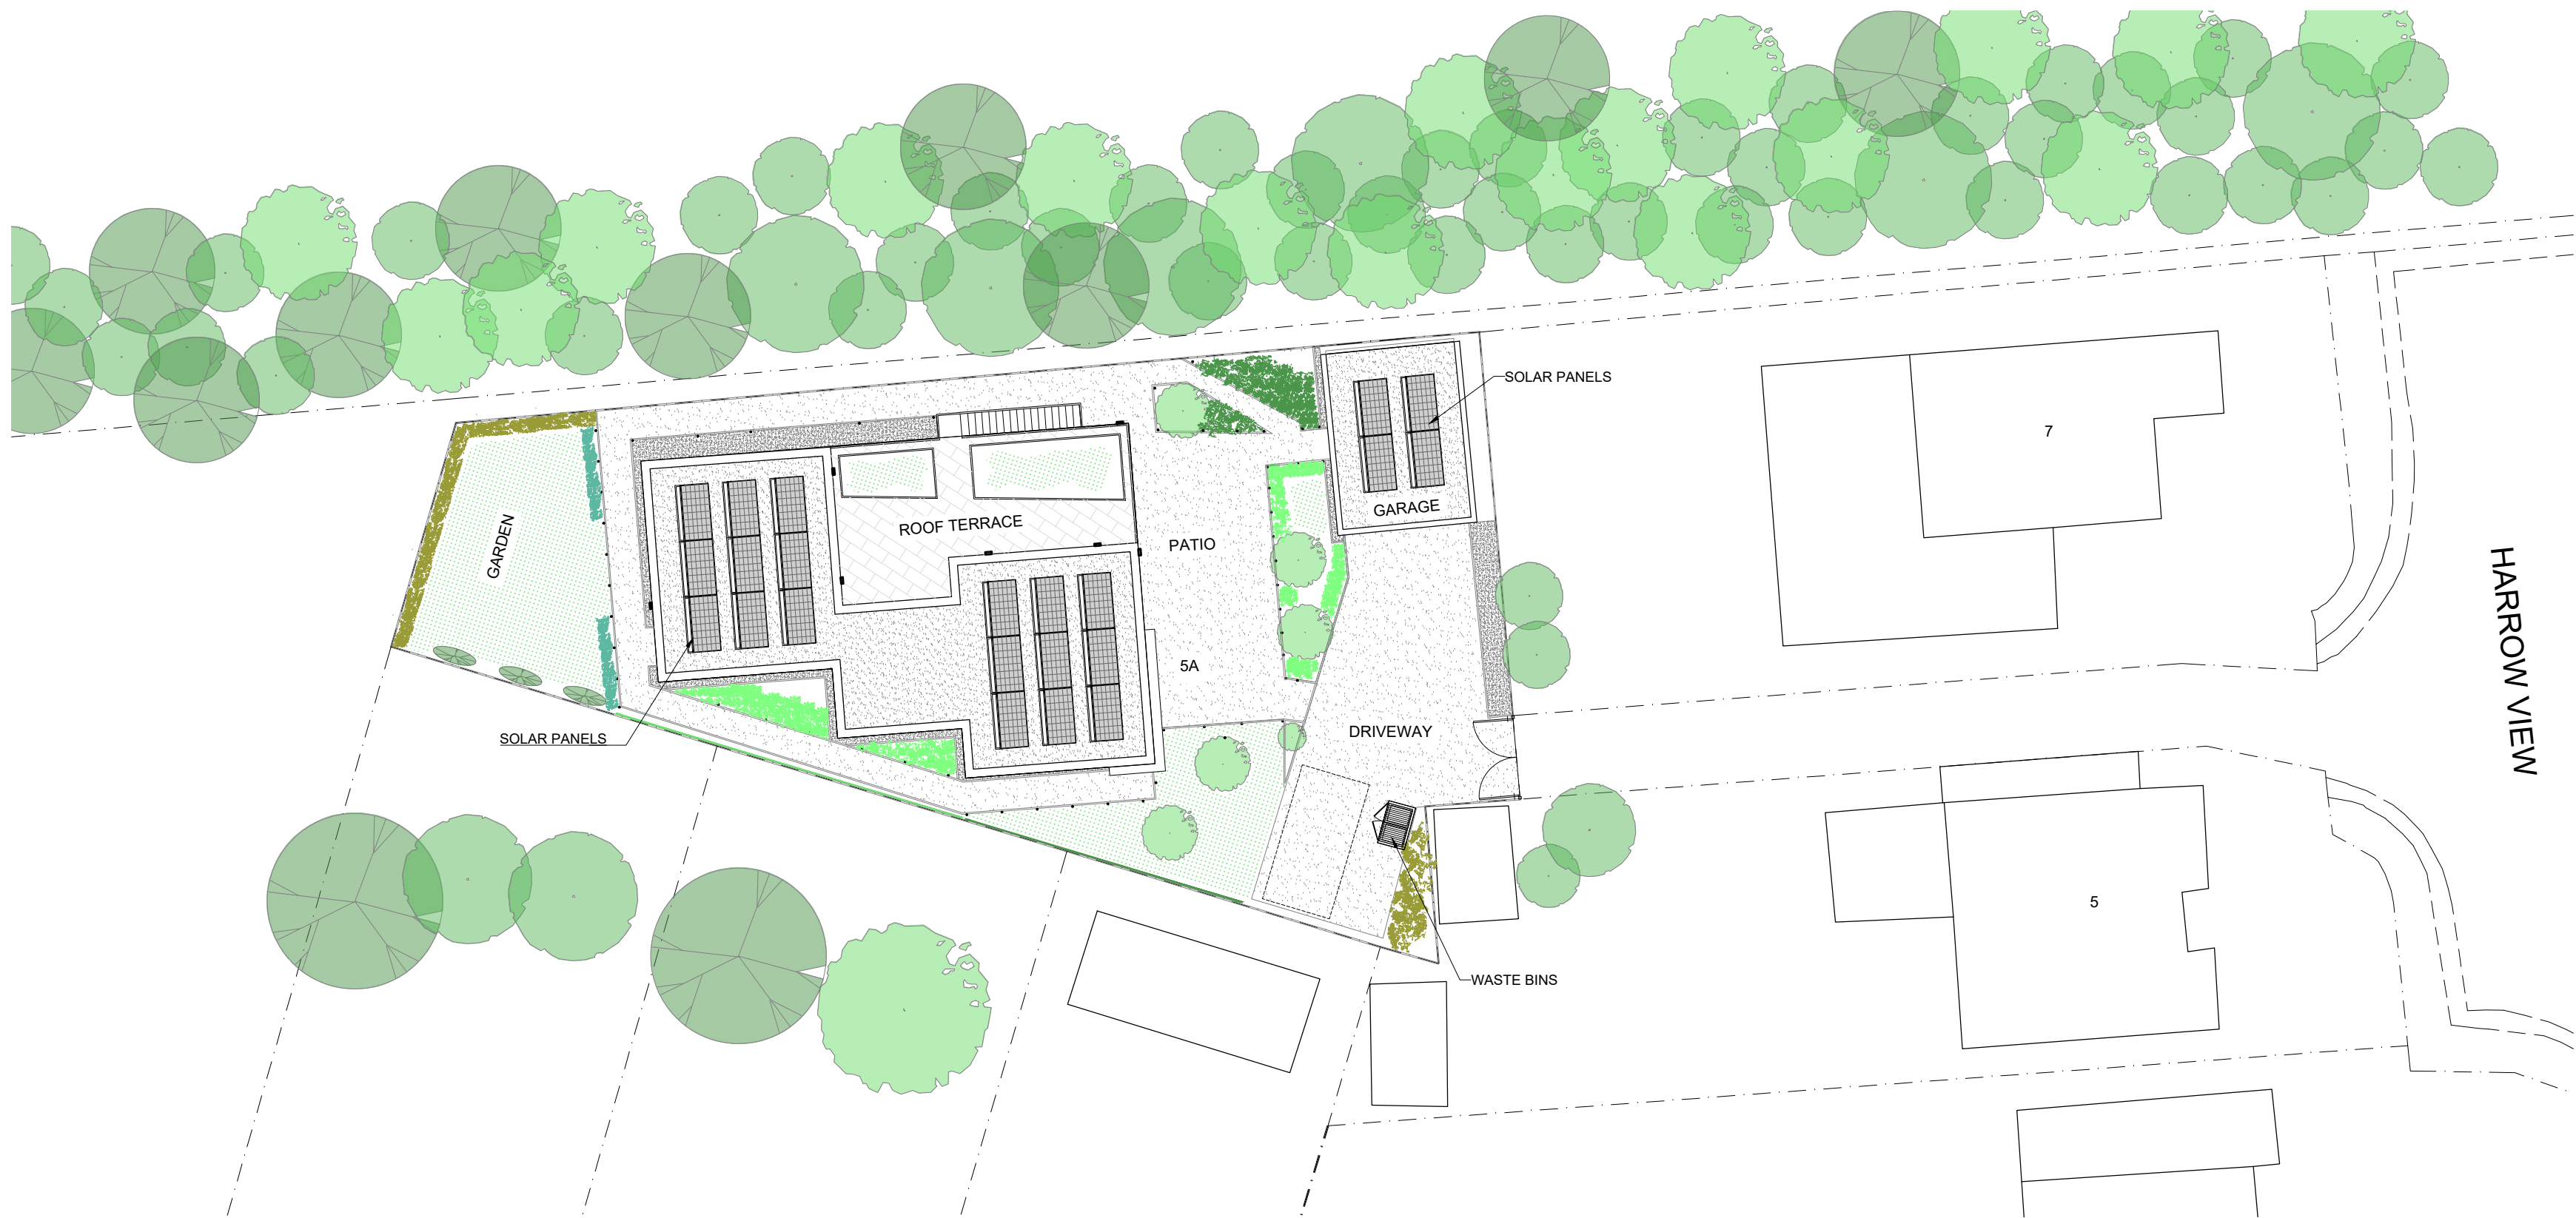 SOLAR PANELS
7
GARAGE
ROOF TERRACE
GARDEN
PATIO
5A
HARROW VIEW
DRIVEWAY
SOLAR PANELS
5
WASTE BINS